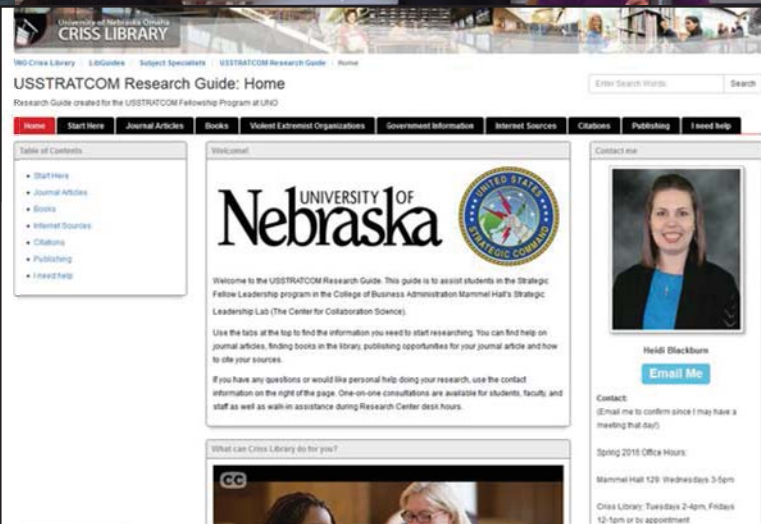 University of Nebraska Omaha
CRISS LIBRARY
UNO Criss Library / LibGuides / Subject Specialists / USSTRATCOM Research Guide / Home
USSTRATCOM Research Guide: Home
Enter Search Words
Search
Research Guide created for the USSTRATCOM Fellowship Program at UNO
Home Start Here Journal Articles Books Violent Extremist Organizations Government Information Internet Sources Citations Publishing I need help
Table of Contents
Start Here
Journal Articles
Books
Internet Sources
Citations
Publishing
I need help
Welcome!
UNIVERSITY OF
Nebraska
UNITED STATES
STRATEGIC COMMAND
Welcome to the USSTRATCOM Research Guide. This guide is to assist students in the Strategic
Fellow Leadership program in the College of Business Administration Mammel Hall's Strategic
Leadership Lab (The Center for Collaboration Science).
Use the tabs at the top to find the information you need to start researching. You can find help on
journal articles, finding books in the library, publishing opportunities for your journal article and how
to cite your sources.
If you have any questions or would like personal help doing your research, use the contact
information on the right of the page. One-on-one consultations are available for students, faculty, and
staff as well as walk-in assistance during Research Center desk hours.
What can Criss Library do for you?
CC
Contact me
Heidi Blackburn
Email Me
Contact:
(Email me to confirm since I may have a
meeting that day!)
Spring 2016 Office Hours:
Mammel Hall 129: Wednesdays 3-5pm
Criss Library: Tuesdays 2-4pm, Fridays
12-1pm or by appointment